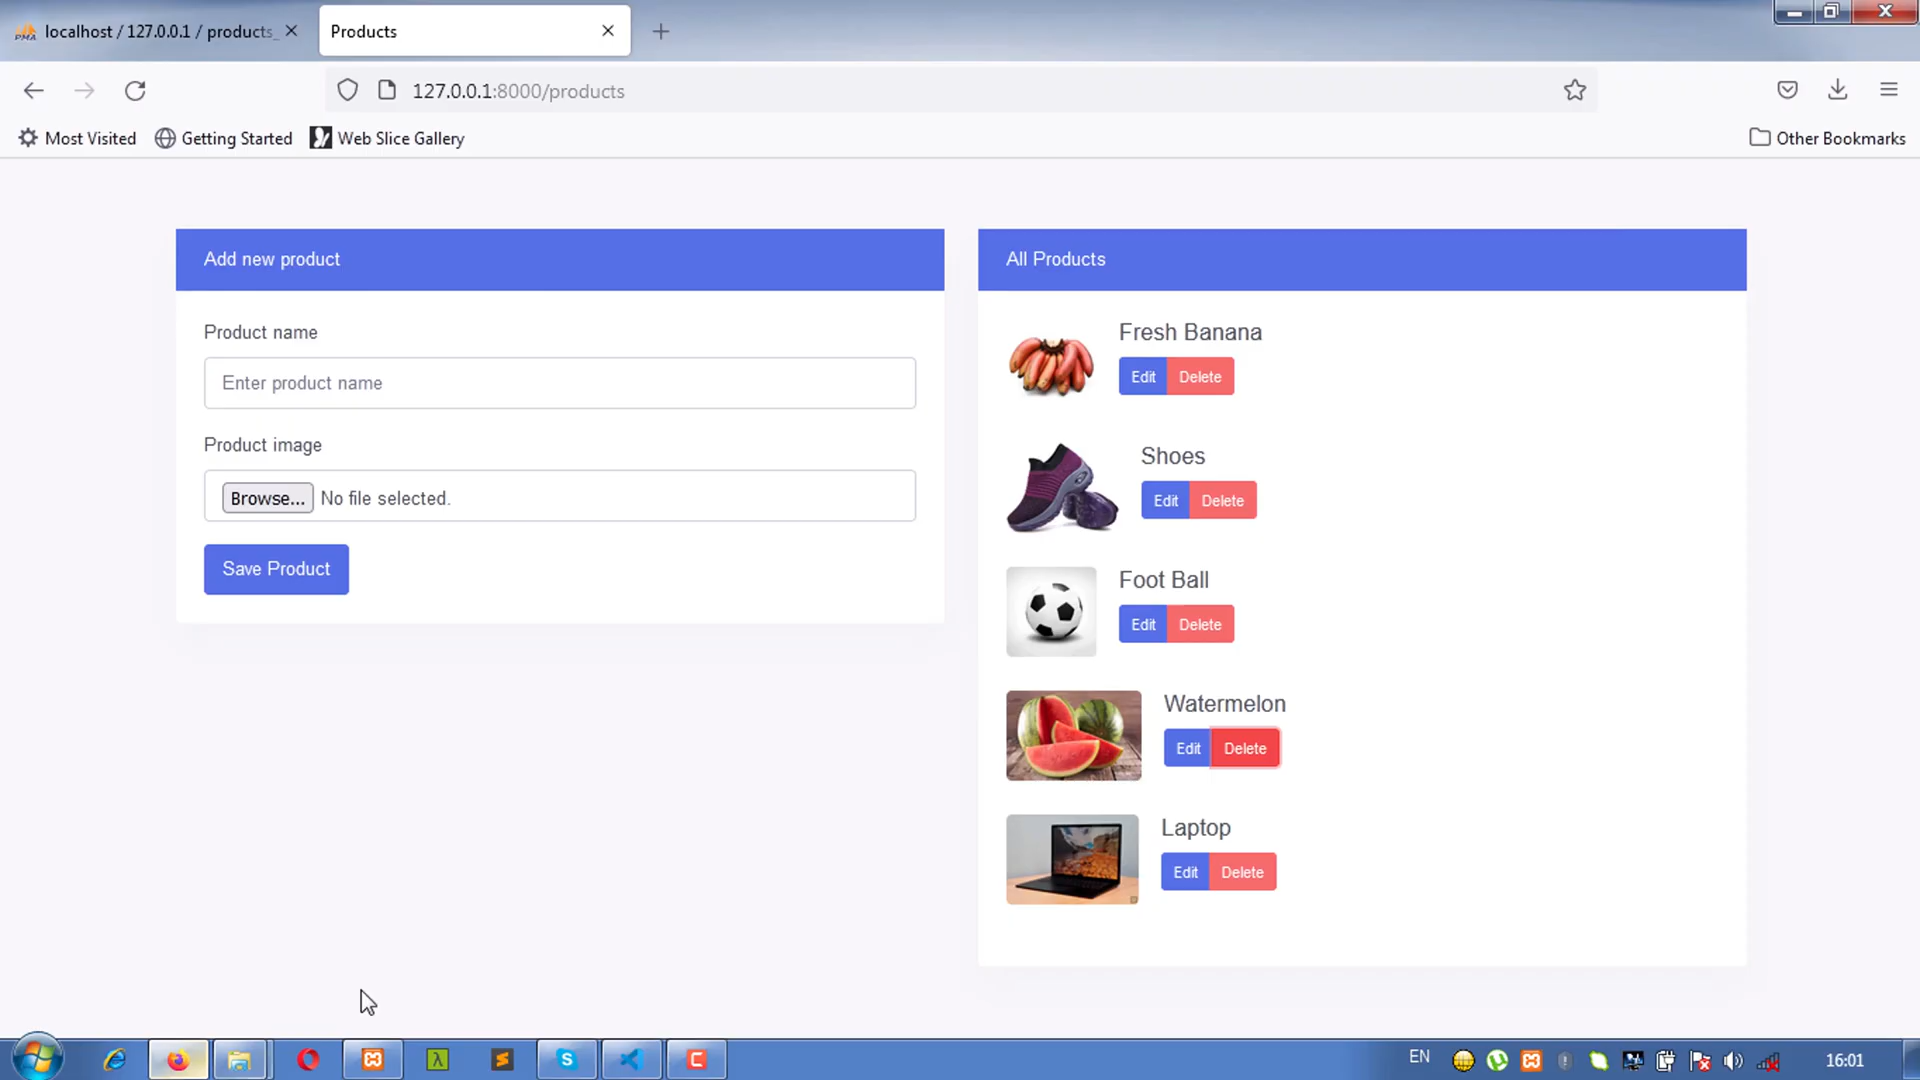 localhost / 127.0.0.1 / products_
Products
127.0.0.1:8000/products
Most Visited
Getting Started
Web Slice Gallery
Other Bookmarks
Add new product
Product name
Enter product name
Product image
Browse... No file selected.
Save Product
All Products
Fresh Banana
Edit Delete
Shoes
Edit Delete
Foot Ball
Edit Delete
Watermelon
Edit Delete
Laptop
Edit Delete
EN
16:01